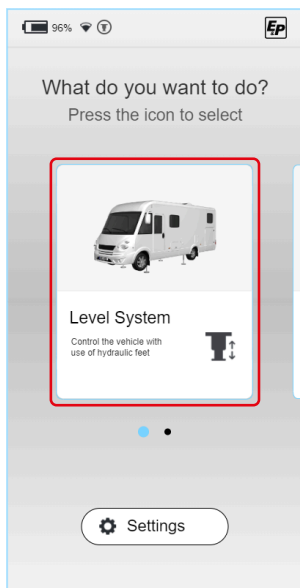 96%
E&P
What do you want to do?
Press the icon to select
Level System
Control the vehicle with
use of hydraulic feet
Settings